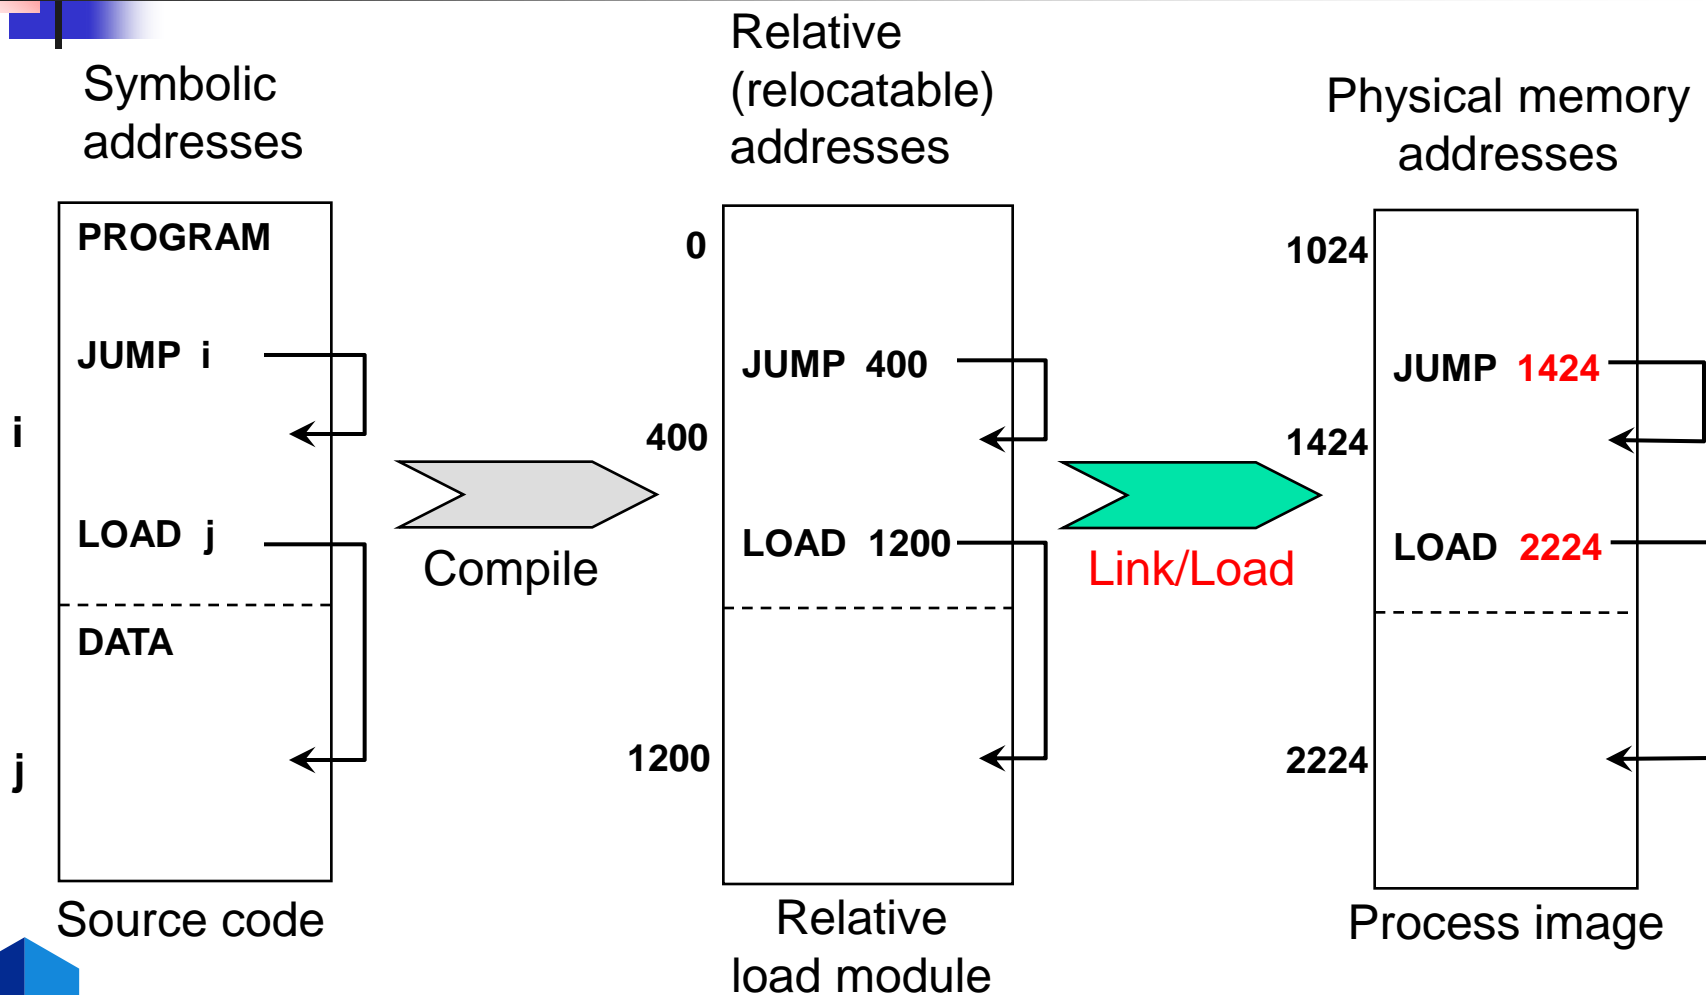 Symbolic
addresses
PROGRAM
JUMP i
i
LOAD j
DATA
j
Source code
Compile
Relative
(relocatable)
addresses
0
JUMP 400
400
LOAD 1200
1200
Relative
load module
Link/Load
Physical memory
addresses
1024
JUMP 1424
1424
LOAD 2224
2224
Process image